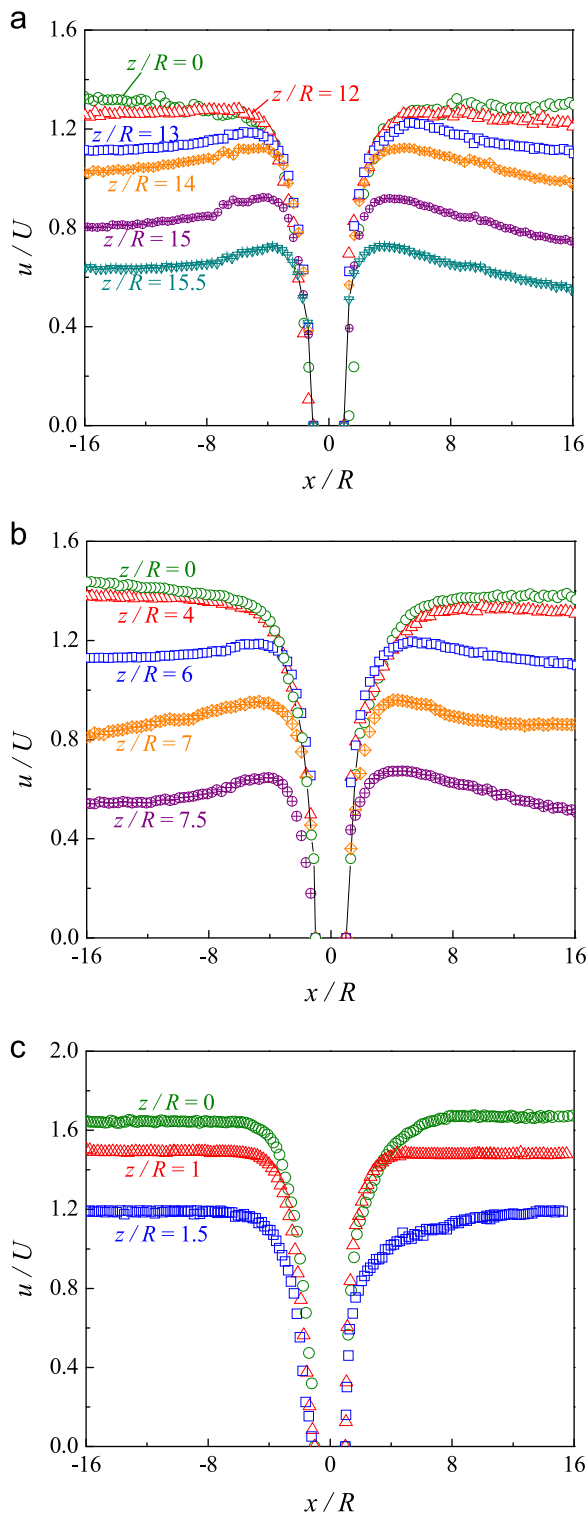 a
1.6
z / R = 0
z / R = 12
1.2
z / R = 13
z / R = 14
u / U
0.8
z / R = 15
z / R = 15.5
0.4
0.0
-16 -8 0 8 16
x / R
b
1.6
z / R = 0
z / R = 4
1.2
z / R = 6
u / U
0.8
z / R = 7
z / R = 7.5
0.4
0.0
-16 -8 0 8 16
x / R
c
2.0
z / R = 0
1.6
z / R = 1
1.2
z / R = 1.5
u / U
0.8
0.4
0.0
-16 -8 0 8 16
x / R